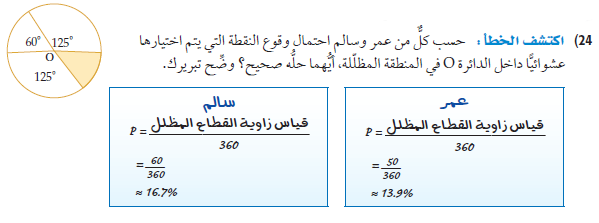 24) اكتشف الخطأ: حسب كلٌّ من عمر وسالم احتمال وقوع النقطة التي يتم اختيارها
عشوائيًّا داخل الدائرة O في المنطقة المظلّلة، أيُّهما حلُّه صحيح؟ وضِّح تبريرك.
60° 125°
O
125°
عمر
P = قياس زاوية القطاع المظلل / 360
= 50/360
≈ 13.9%
سالم
P = قياس زاوية القطاع المظلل / 360
= 60/360
≈ 16.7%